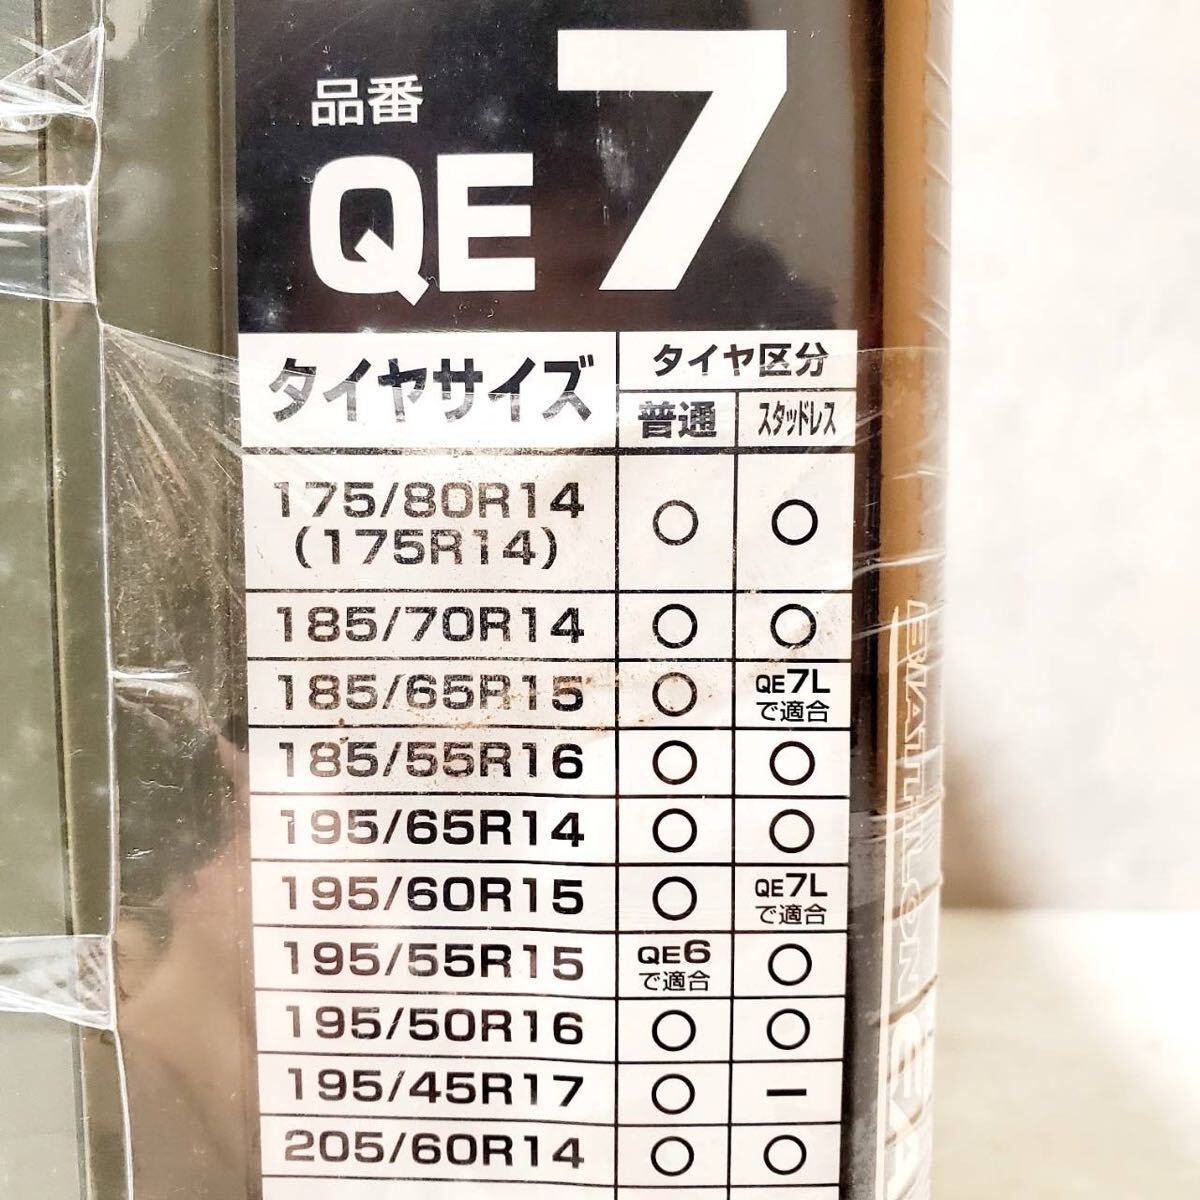 品番
QE7
タイヤサイズ タイヤ区分
普通 スタッドレス
175/80R14 ○ ○
(175R14)
185/70R14 ○ ○
185/65R15 ○ QE7L
で適合
185/55R16 ○ ○
195/65R14 ○ ○
195/60R15 ○ QE7L
で適合
195/55R15 QE6 ○
で適合
195/50R16 ○ ○
195/45R17 ○ ー
205/60R14 ○ ○